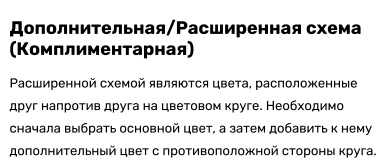 Дополнительная/Расширенная схема
(Комплиментарная)
Расширенной схемой являются цвета, расположенные
друг напротив друга на цветовом круге. Необходимо
сначала выбрать основной цвет, а затем добавить к нему
дополнительный цвет с противоположной стороны круга.